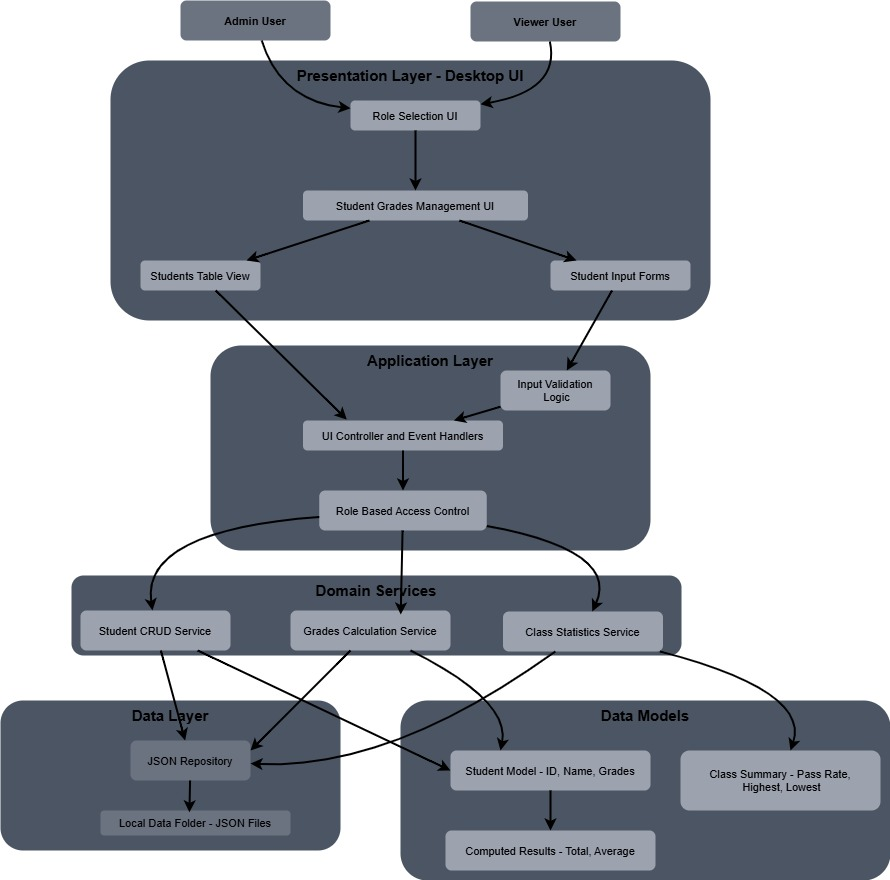 Admin User
Viewer User
Presentation Layer - Desktop UI
Role Selection UI
Student Grades Management UI
Students Table View
Student Input Forms
Application Layer
Input Validation
Logic
UI Controller and Event Handlers
Role Based Access Control
Domain Services
Student CRUD Service
Grades Calculation Service
Class Statistics Service
Data Layer
JSON Repository
Local Data Folder - JSON Files
Data Models
Student Model - ID, Name, Grades
Class Summary - Pass Rate,
Highest, Lowest
Computed Results - Total, Average